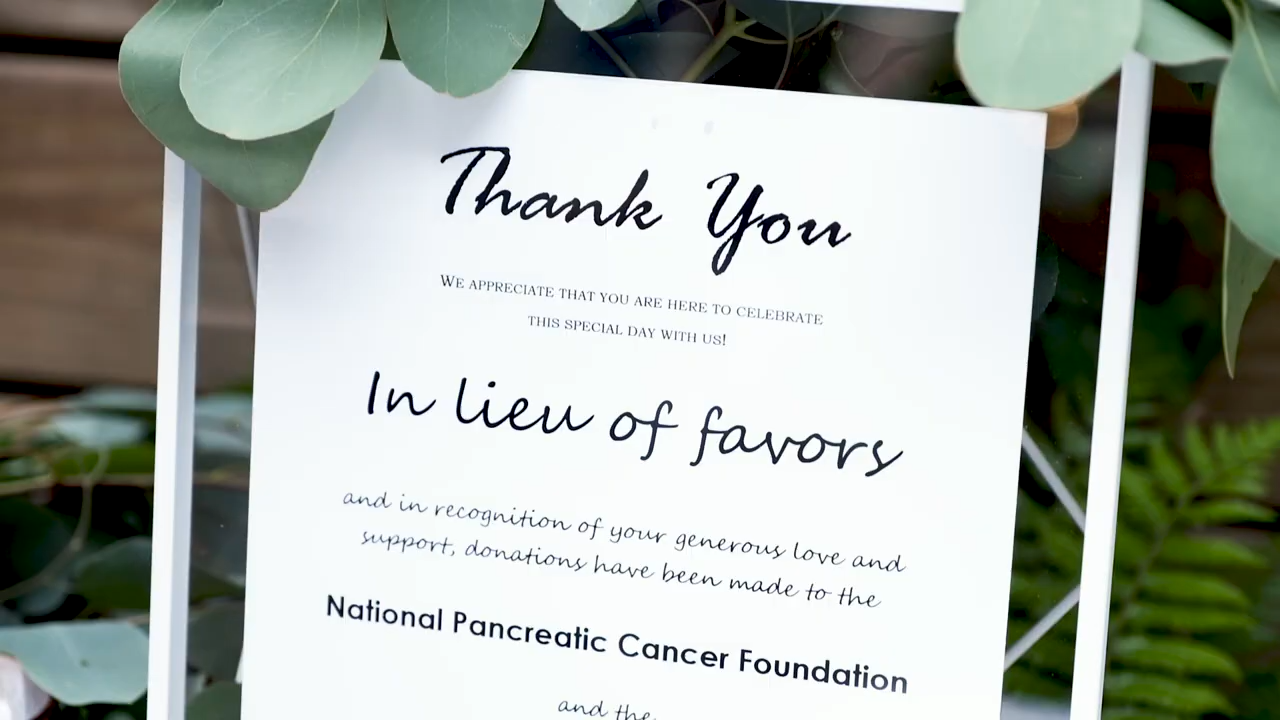 Thank You
WE APPRECIATE THAT YOU ARE HERE TO CELEBRATE
THIS SPECIAL DAY WITH US!
In lieu of favors
and in recognition of your generous love and
support, donations have been made to the
National Pancreatic Cancer Foundation
and the